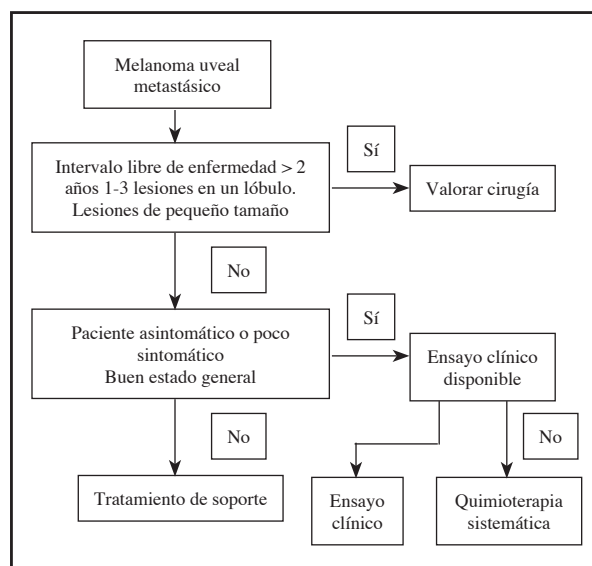 Melanoma uveal
metastásico
Intervalo libre de enfermedad > 2
años 1-3 lesiones en un lóbulo.
Lesiones de pequeño tamaño
Sí
Valorar cirugía
No
Paciente asintomático o poco
sintomático
Buen estado general
Sí
Ensayo clínico
disponible
No
Tratamiento de soporte
No
Ensayo
clínico
Quimioterapia
sistemática